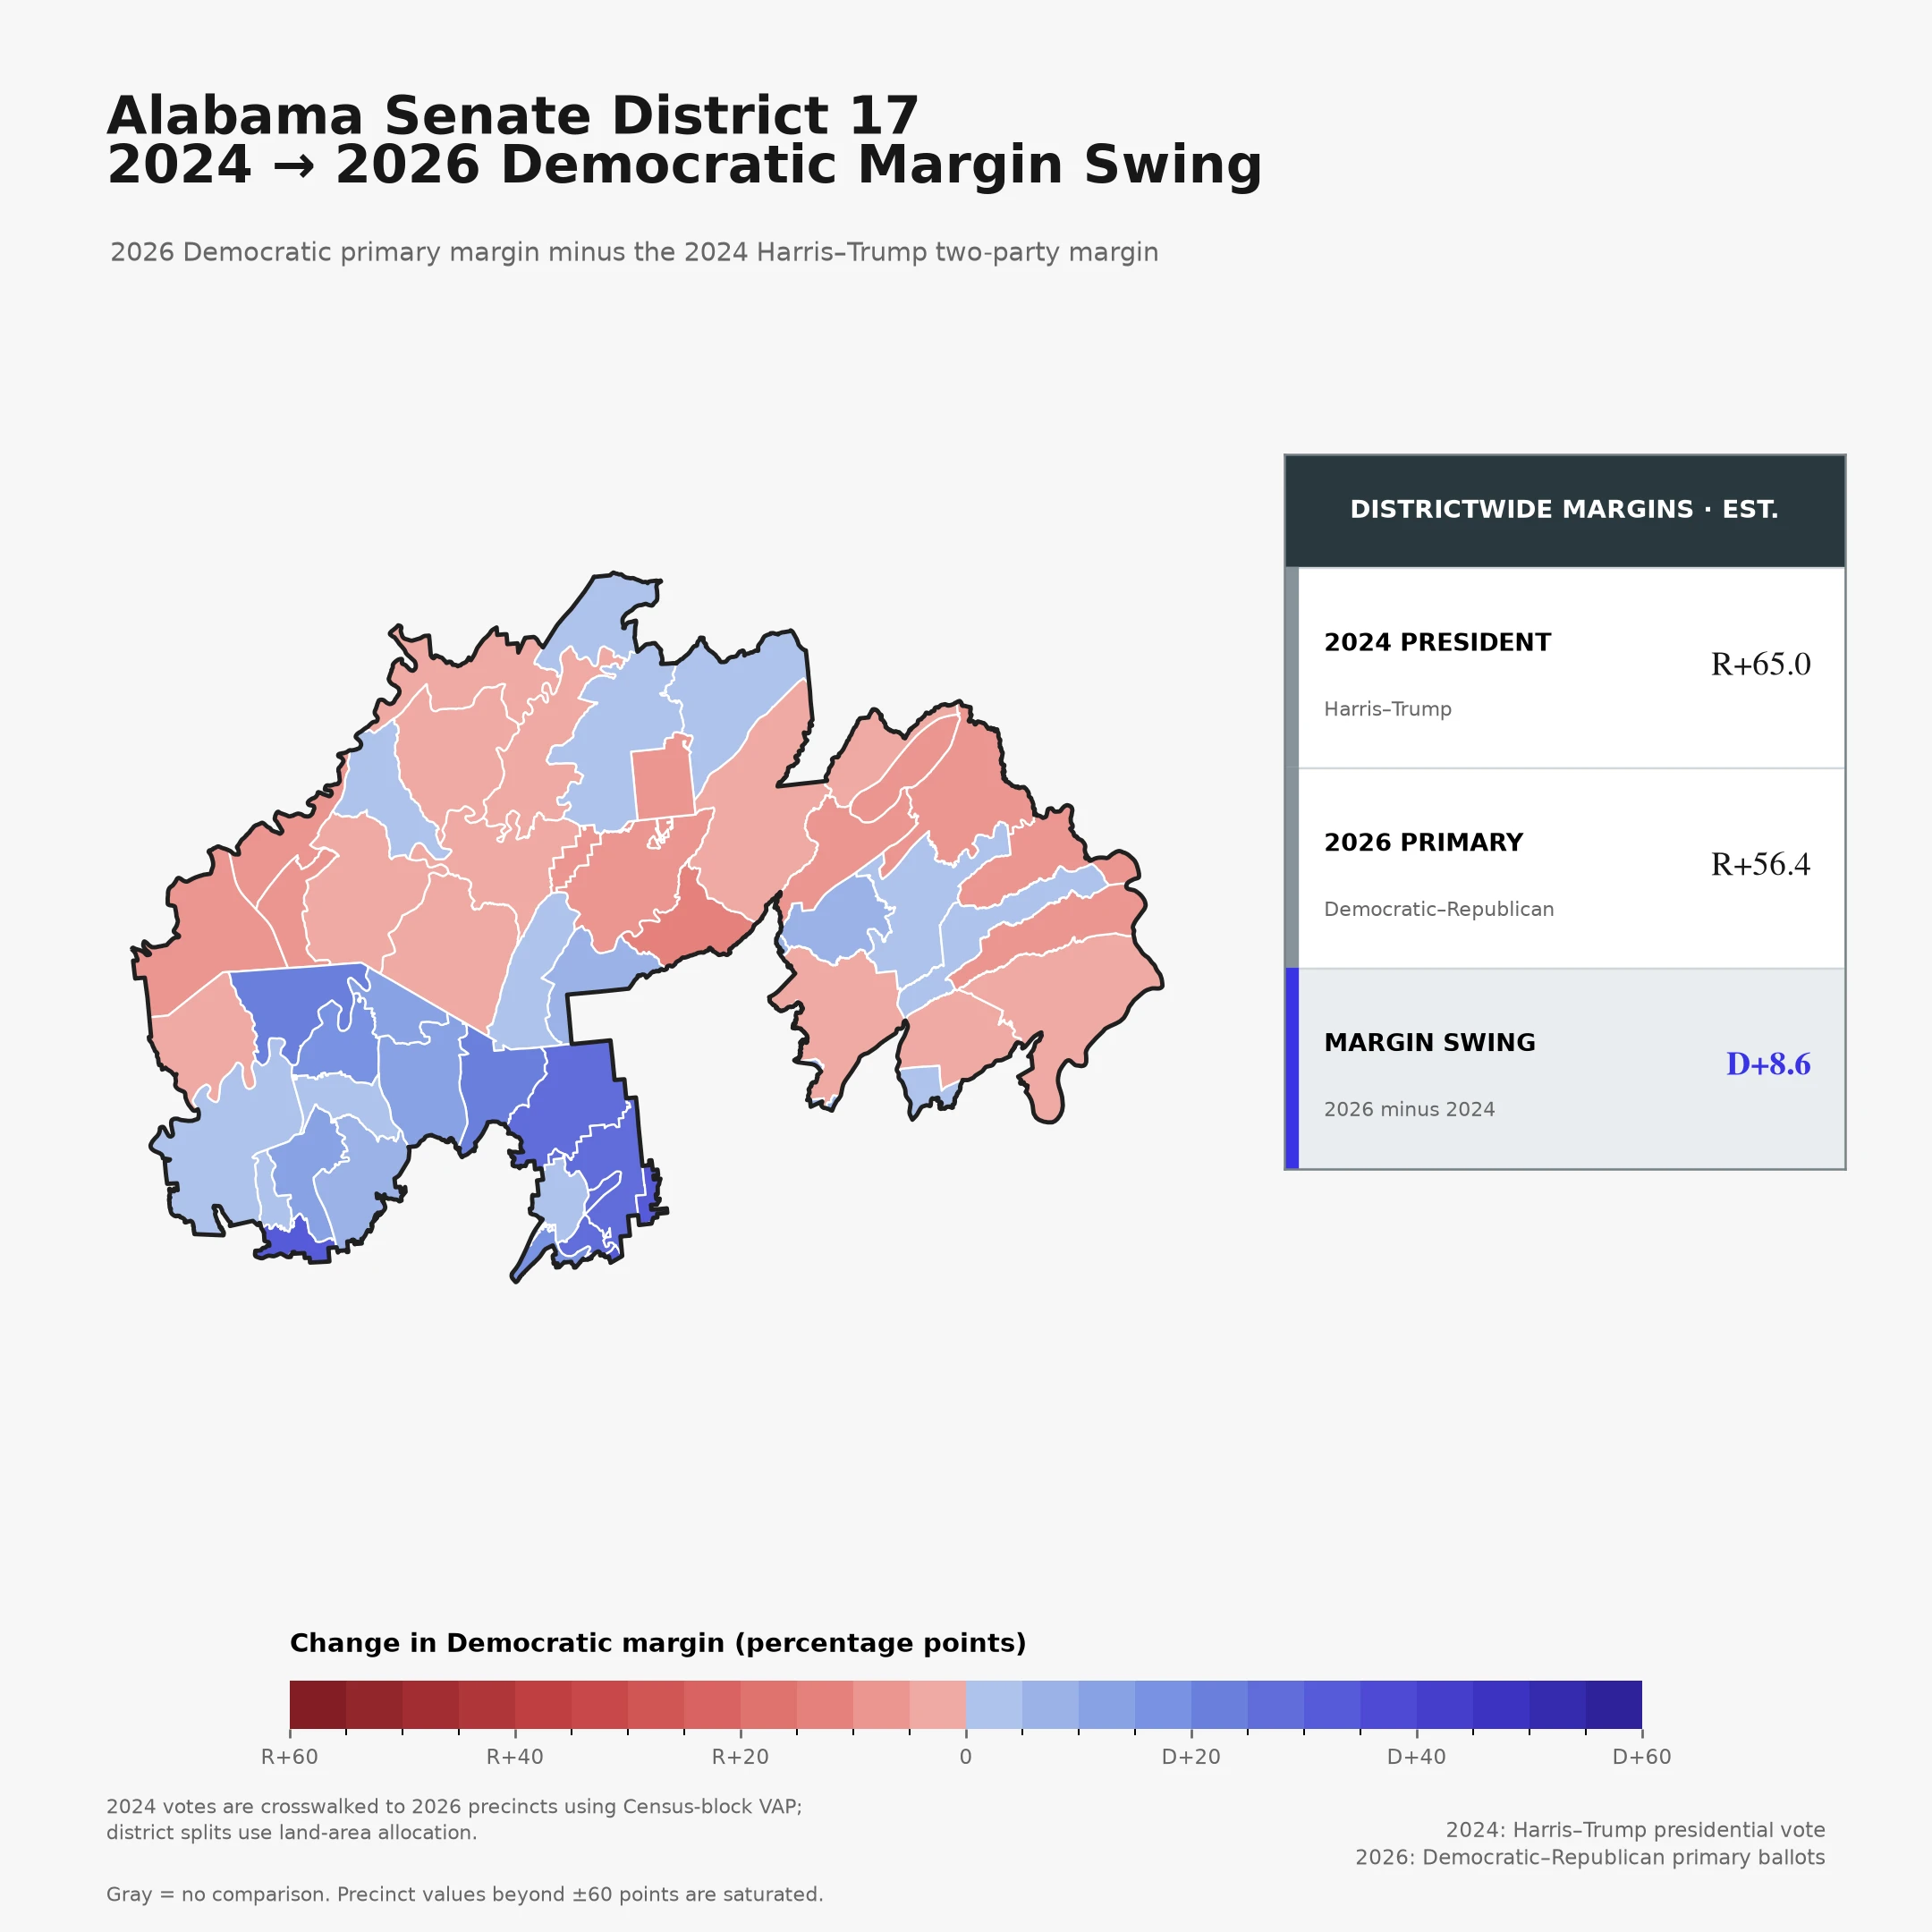 Alabama Senate District 17
2024 → 2026 Democratic Margin Swing
2026 Democratic primary margin minus the 2024 Harris–Trump two-party margin
DISTRICTWIDE MARGINS · EST.
2024 PRESIDENT
R+65.0
Harris–Trump
2026 PRIMARY
R+56.4
Democratic–Republican
MARGIN SWING
D+8.6
2026 minus 2024
Change in Democratic margin (percentage points)
R+60 R+40 R+20 0 D+20 D+40 D+60
2024 votes are crosswalked to 2026 precincts using Census-block VAP;
district splits use land-area allocation.
2024: Harris–Trump presidential vote
2026: Democratic–Republican primary ballots
Gray = no comparison. Precinct values beyond ±60 points are saturated.